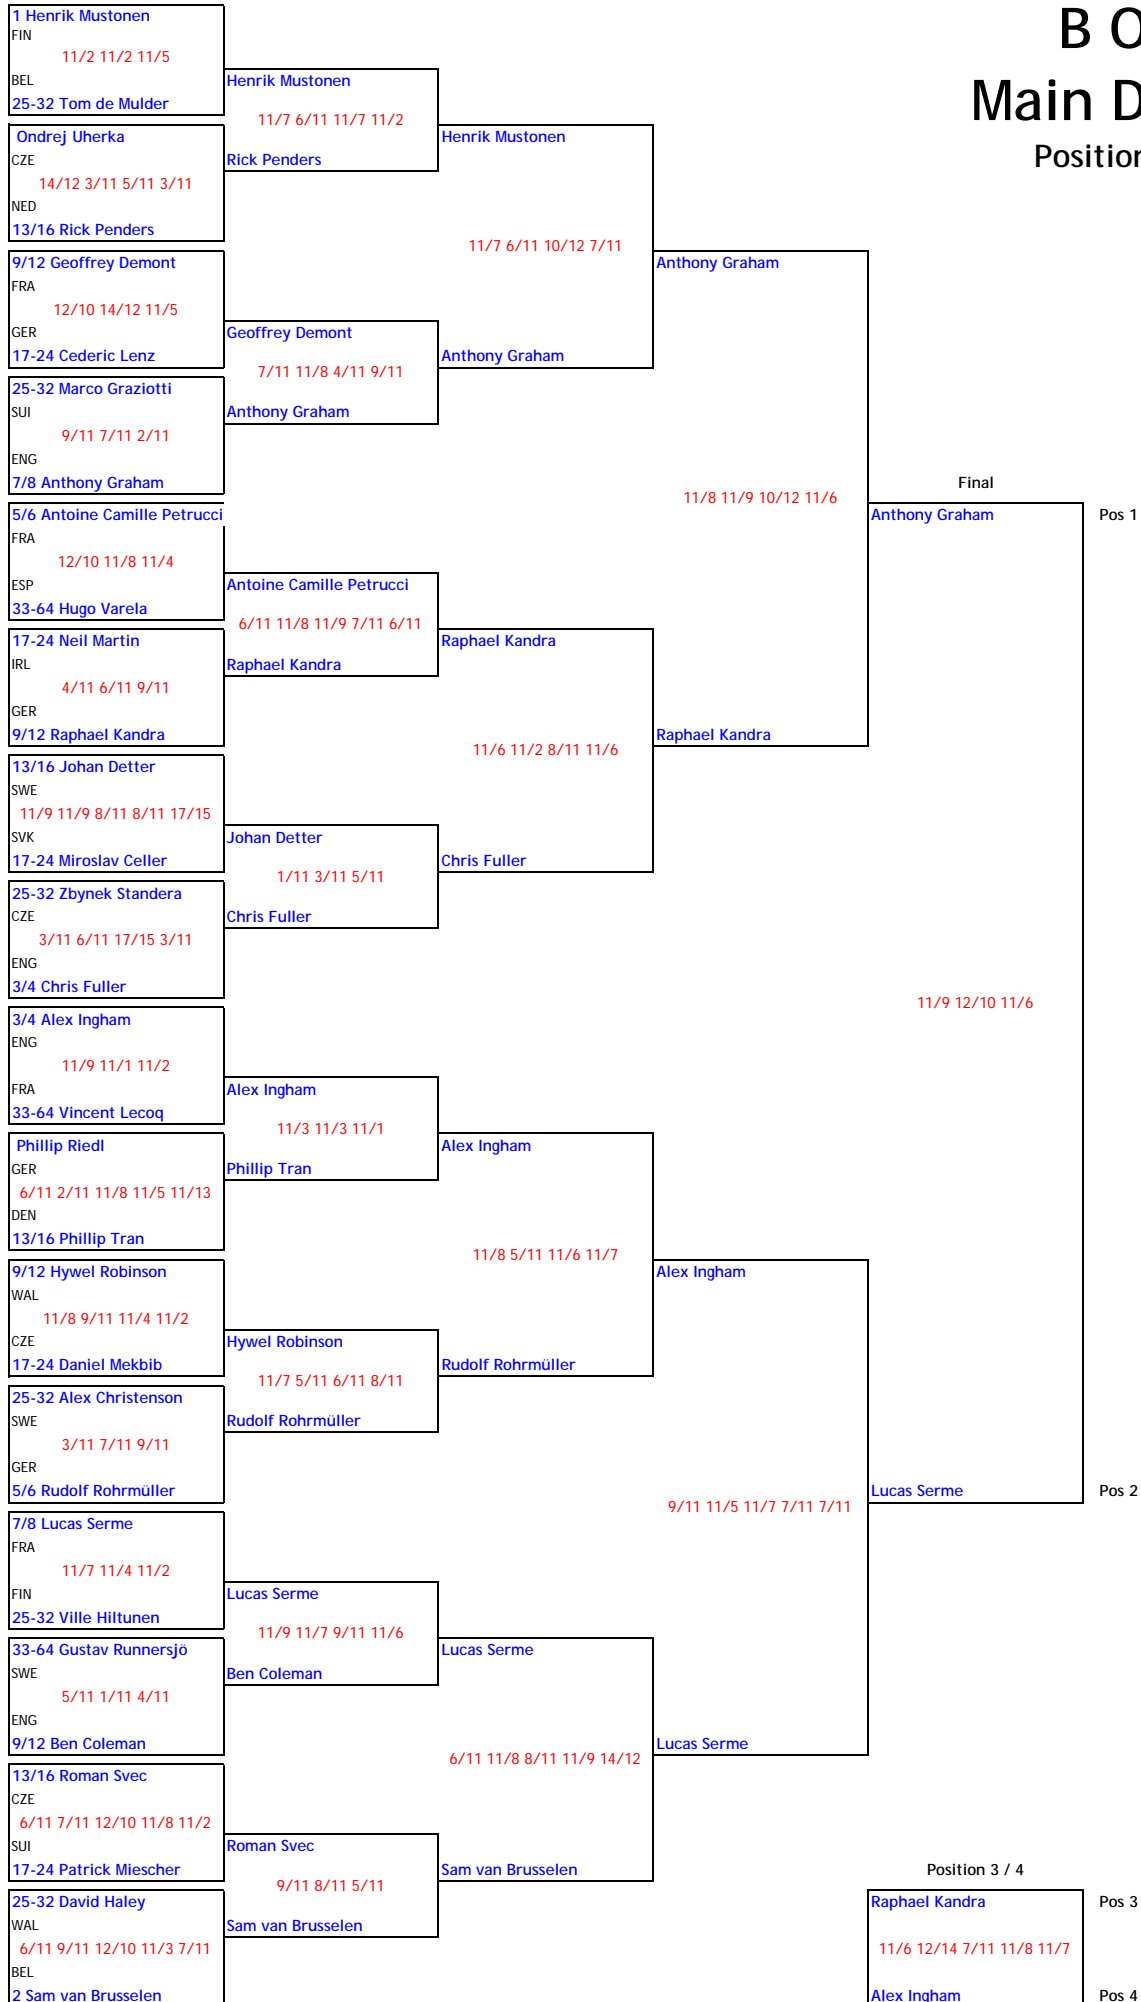 B O
Main D
Position
1 Henrik Mustonen
FIN
11/2 11/2 11/5
BEL
25-32 Tom de Mulder
Ondrej Uherka
CZE
14/12 3/11 5/11 3/11
NED
13/16 Rick Penders
9/12 Geoffrey Demont
FRA
12/10 14/12 11/5
GER
17-24 Cederic Lenz
25-32 Marco Graziotti
SUI
9/11 7/11 2/11
ENG
7/8 Anthony Graham
5/6 Antoine Camille Petrucci
FRA
12/10 11/8 11/4
ESP
33-64 Hugo Varela
17-24 Neil Martin
IRL
4/11 6/11 9/11
GER
9/12 Raphael Kandra
13/16 Johan Detter
SWE
11/9 11/9 8/11 8/11 17/15
SVK
17-24 Miroslav Celler
25-32 Zbynek Standera
CZE
3/11 6/11 17/15 3/11
ENG
3/4 Chris Fuller
3/4 Alex Ingham
ENG
11/9 11/1 11/2
FRA
33-64 Vincent Lecoq
Phillip Riedl
GER
6/11 2/11 11/8 11/5 11/13
DEN
13/16 Phillip Tran
9/12 Hywel Robinson
WAL
11/8 9/11 11/4 11/2
CZE
17-24 Daniel Mekbib
25-32 Alex Christenson
SWE
3/11 7/11 9/11
GER
5/6 Rudolf Rohrmüller
7/8 Lucas Serme
FRA
11/7 11/4 11/2
FIN
25-32 Ville Hiltunen
33-64 Gustav Runnersjö
SWE
5/11 1/11 4/11
ENG
9/12 Ben Coleman
13/16 Roman Svec
CZE
6/11 7/11 12/10 11/8 11/2
SUI
17-24 Patrick Miescher
25-32 David Haley
WAL
6/11 9/11 12/10 11/3 7/11
BEL
2 Sam van Brusselen
Henrik Mustonen
11/7 6/11 11/7 11/2
Rick Penders
Geoffrey Demont
7/11 11/8 4/11 9/11
Anthony Graham
Antoine Camille Petrucci
6/11 11/8 11/9 7/11 6/11
Raphael Kandra
Johan Detter
1/11 3/11 5/11
Chris Fuller
Alex Ingham
11/3 11/3 11/1
Phillip Tran
Hywel Robinson
11/7 5/11 6/11 8/11
Rudolf Rohrmüller
Lucas Serme
11/9 11/7 9/11 11/6
Ben Coleman
Roman Svec
9/11 8/11 5/11
Sam van Brusselen
Henrik Mustonen
11/7 6/11 10/12 7/11
Anthony Graham
Raphael Kandra
11/6 11/2 8/11 11/6
Chris Fuller
Alex Ingham
11/8 5/11 11/6 11/7
Rudolf Rohrmüller
Lucas Serme
6/11 11/8 8/11 11/9 14/12
Sam van Brusselen
Anthony Graham
11/8 11/9 10/12 11/6
Raphael Kandra
Alex Ingham
9/11 11/5 11/7 7/11 7/11
Lucas Serme
Final
Anthony Graham
Pos 1
11/9 12/10 11/6
Lucas Serme
Pos 2
Position 3 / 4
Raphael Kandra
Pos 3
11/6 12/14 7/11 11/8 11/7
Alex Ingham
Pos 4